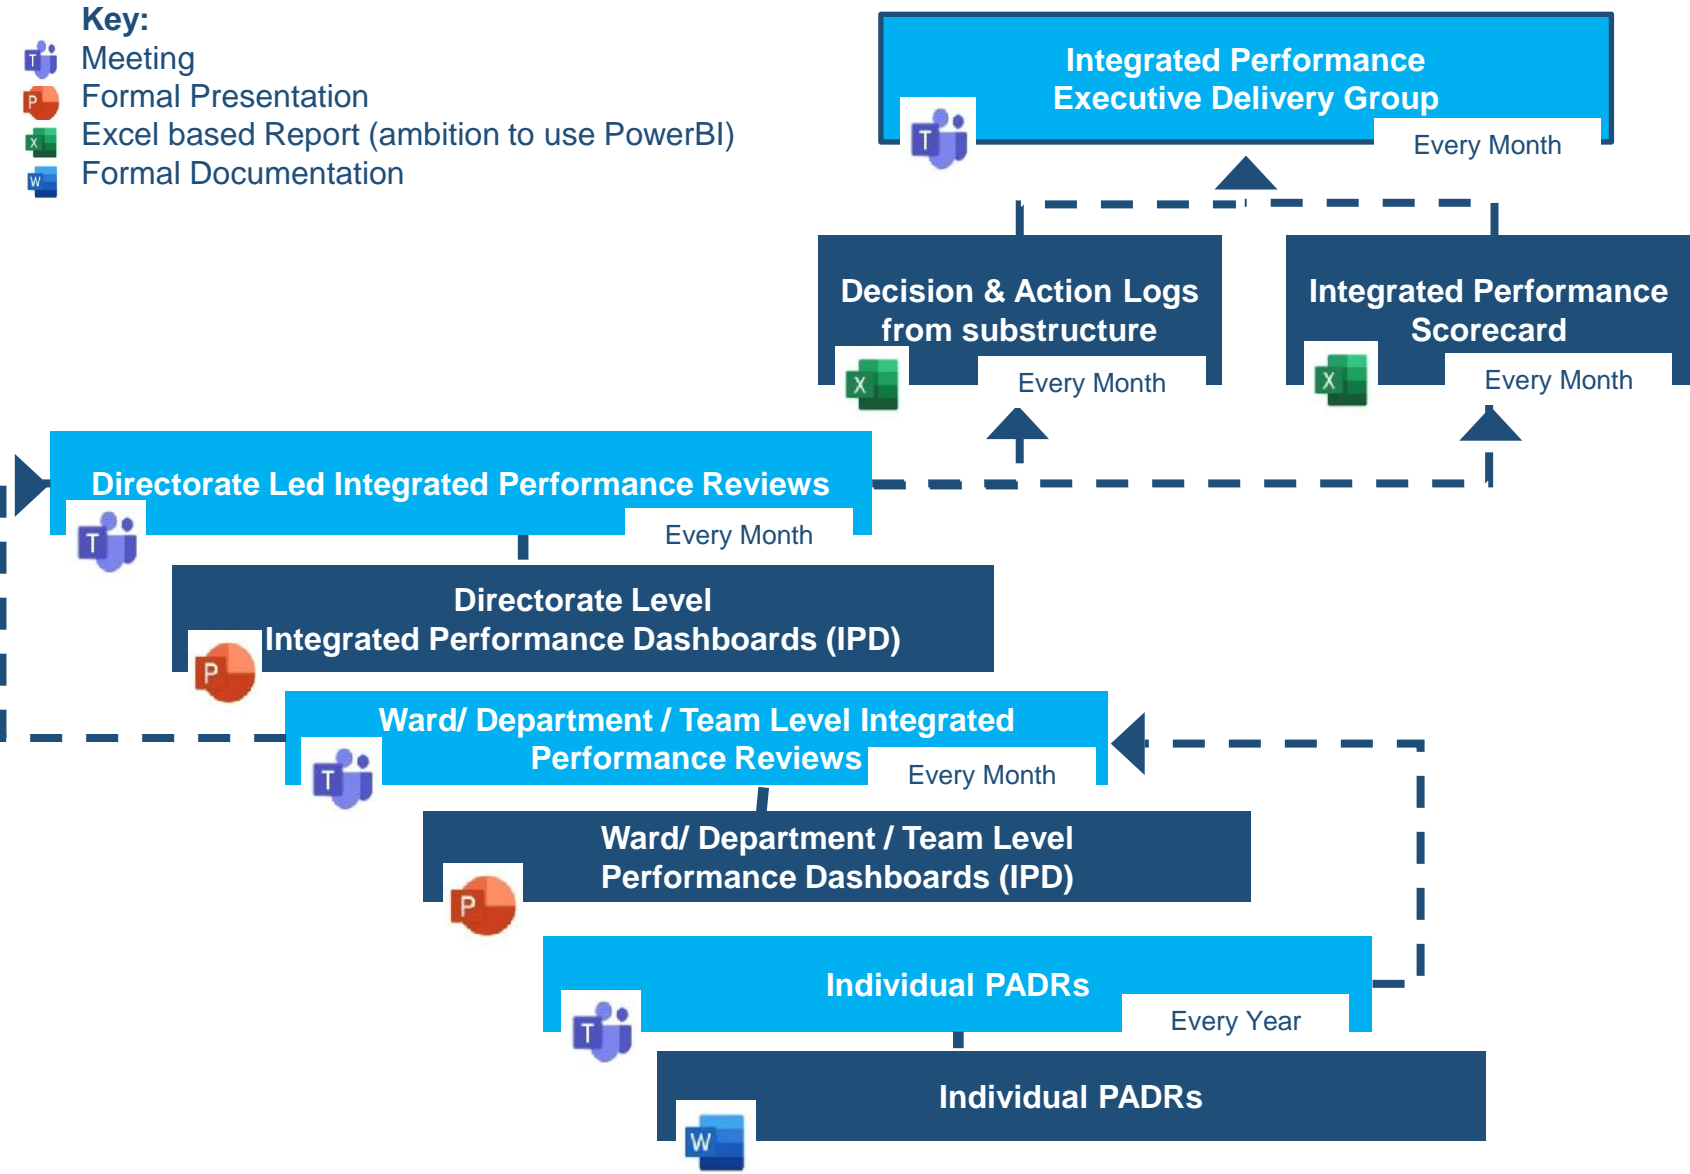 Key:
Meeting
Formal Presentation
Excel based Report (ambition to use PowerBI)
Formal Documentation
Integrated Performance
Executive Delivery Group
Every Month
Decision & Action Logs
from substructure
Every Month
Integrated Performance
Scorecard
Every Month
Directorate Led Integrated Performance Reviews
Every Month
Directorate Level
Integrated Performance Dashboards (IPD)
Ward/ Department / Team Level Integrated
Performance Reviews
Every Month
Ward/ Department / Team Level
Performance Dashboards (IPD)
Individual PADRs
Every Year
Individual PADRs